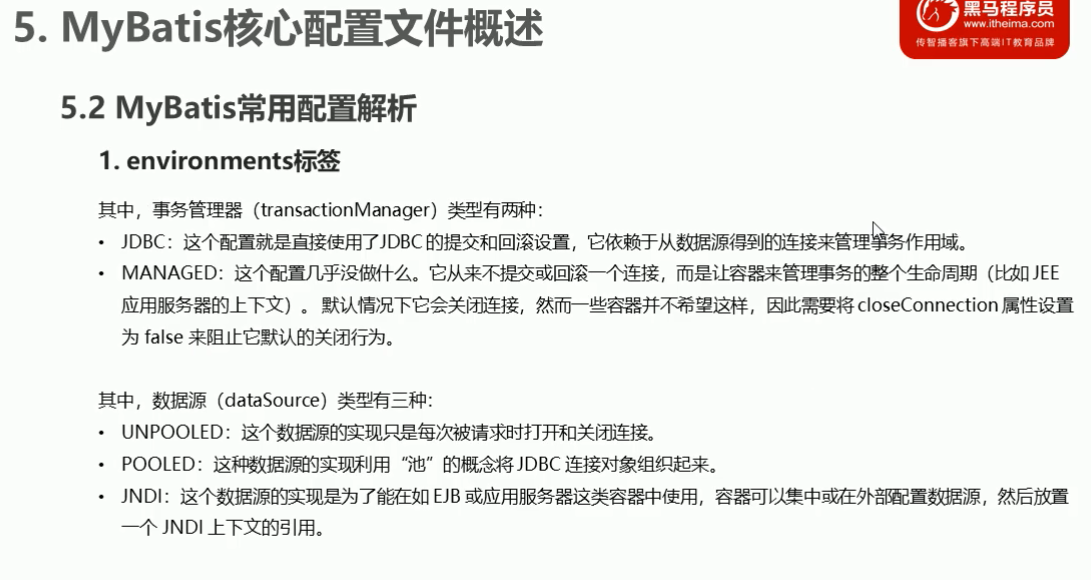 5. MyBatis核心配置文件概述
黑马程序员
www.itheima.com
传智播客旗下高端IT教育品牌
5.2 MyBatis常用配置解析
1. environments标签
其中，事务管理器（transactionManager）类型有两种：
• JDBC：这个配置就是直接使用了JDBC 的提交和回滚设置，它依赖于从数据源得到的连接来管理事务作用域。
• MANAGED：这个配置几乎没做什么。它从来不提交或回滚一个连接，而是让容器来管理事务的整个生命周期（比如 JEE
应用服务器的上下文）。 默认情况下它会关闭连接，然而一些容器并不希望这样，因此需要将 closeConnection 属性设置
为 false 来阻止它默认的关闭行为。
其中，数据源（dataSource）类型有三种：
• UNPOOLED：这个数据源的实现只是每次被请求时打开和关闭连接。
• POOLED：这种数据源的实现利用“池”的概念将 JDBC 连接对象组织起来。
• JNDI：这个数据源的实现是为了能在如 EJB 或应用服务器这类容器中使用，容器可以集中或在外部配置数据源，然后放置
一个 JNDI 上下文的引用。